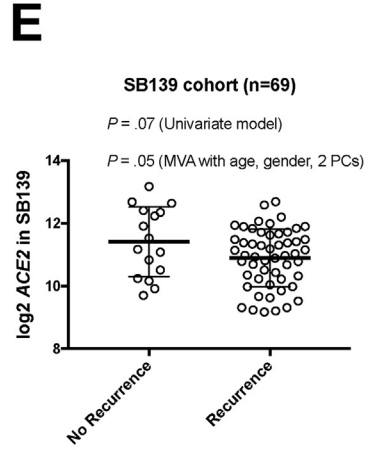 E
SB139 cohort (n=69)
P = .07 (Univariate model)
P = .05 (MVA with age, gender, 2 PCs)
log2 ACE2 in SB139
14
12
10
8
No Recurrence
Recurrence